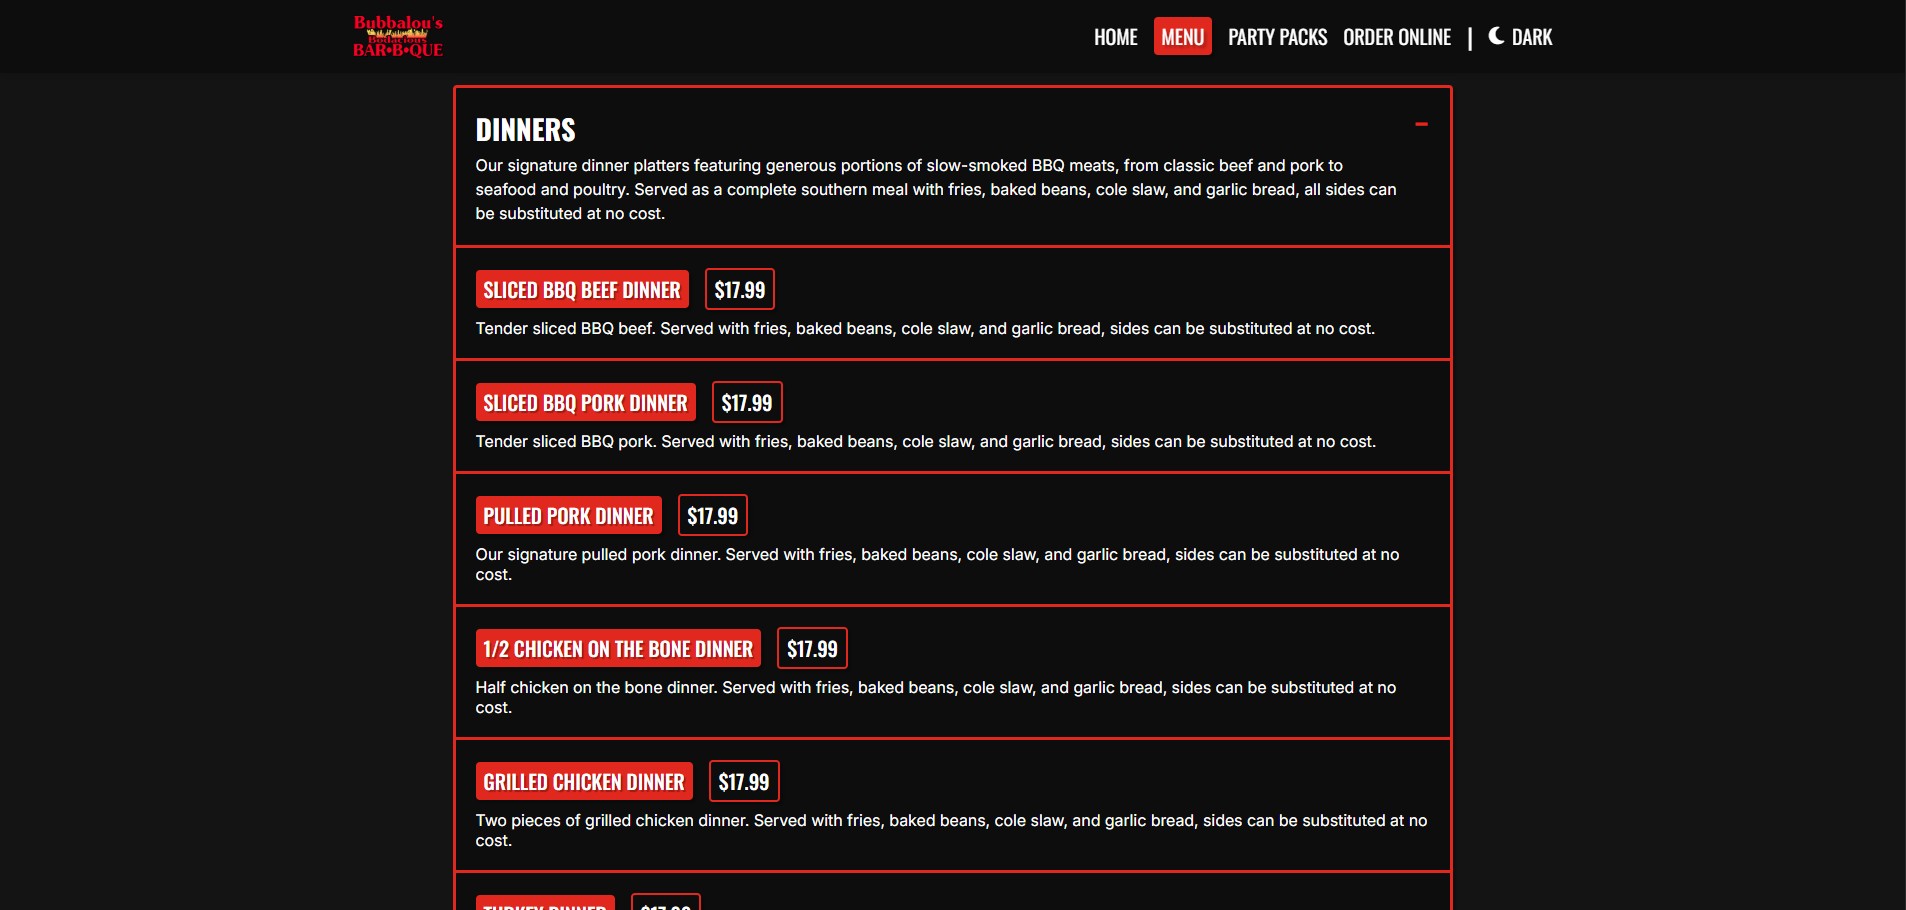 Bubbalou's
Bodacious
BAR•B•QUE
HOME
MENU
PARTY PACKS
ORDER ONLINE
|
DARK
DINNERS
Our signature dinner platters featuring generous portions of slow-smoked BBQ meats, from classic beef and pork to
seafood and poultry. Served as a complete southern meal with fries, baked beans, cole slaw, and garlic bread, all sides can
be substituted at no cost.
SLICED BBQ BEEF DINNER
$17.99
Tender sliced BBQ beef. Served with fries, baked beans, cole slaw, and garlic bread, sides can be substituted at no cost.
SLICED BBQ PORK DINNER
$17.99
Tender sliced BBQ pork. Served with fries, baked beans, cole slaw, and garlic bread, sides can be substituted at no cost.
PULLED PORK DINNER
$17.99
Our signature pulled pork dinner. Served with fries, baked beans, cole slaw, and garlic bread, sides can be substituted at no
cost.
1/2 CHICKEN ON THE BONE DINNER
$17.99
Half chicken on the bone dinner. Served with fries, baked beans, cole slaw, and garlic bread, sides can be substituted at no
cost.
GRILLED CHICKEN DINNER
$17.99
Two pieces of grilled chicken dinner. Served with fries, baked beans, cole slaw, and garlic bread, sides can be substituted at no
cost.
TURKEY DINNER